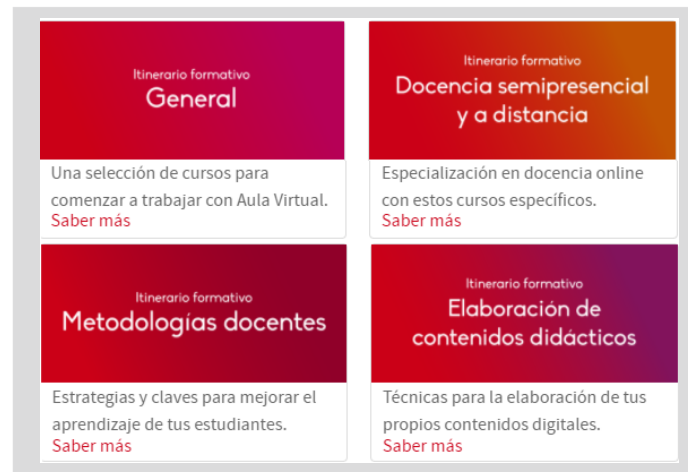 Itinerario formativo
General
Una selección de cursos para
comenzar a trabajar con Aula Virtual.
Saber más
Itinerario formativo
Docencia semipresencial
y a distancia
Especialización en docencia online
con estos cursos específicos.
Saber más
Itinerario formativo
Metodologías docentes
Estrategias y claves para mejorar el
aprendizaje de tus estudiantes.
Saber más
Itinerario formativo
Elaboración de
contenidos didácticos
Técnicas para la elaboración de tus
propios contenidos digitales.
Saber más